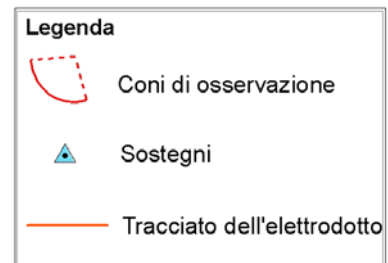 Legenda
Coni di osservazione
Sostegni
Tracciato dell'elettrodotto